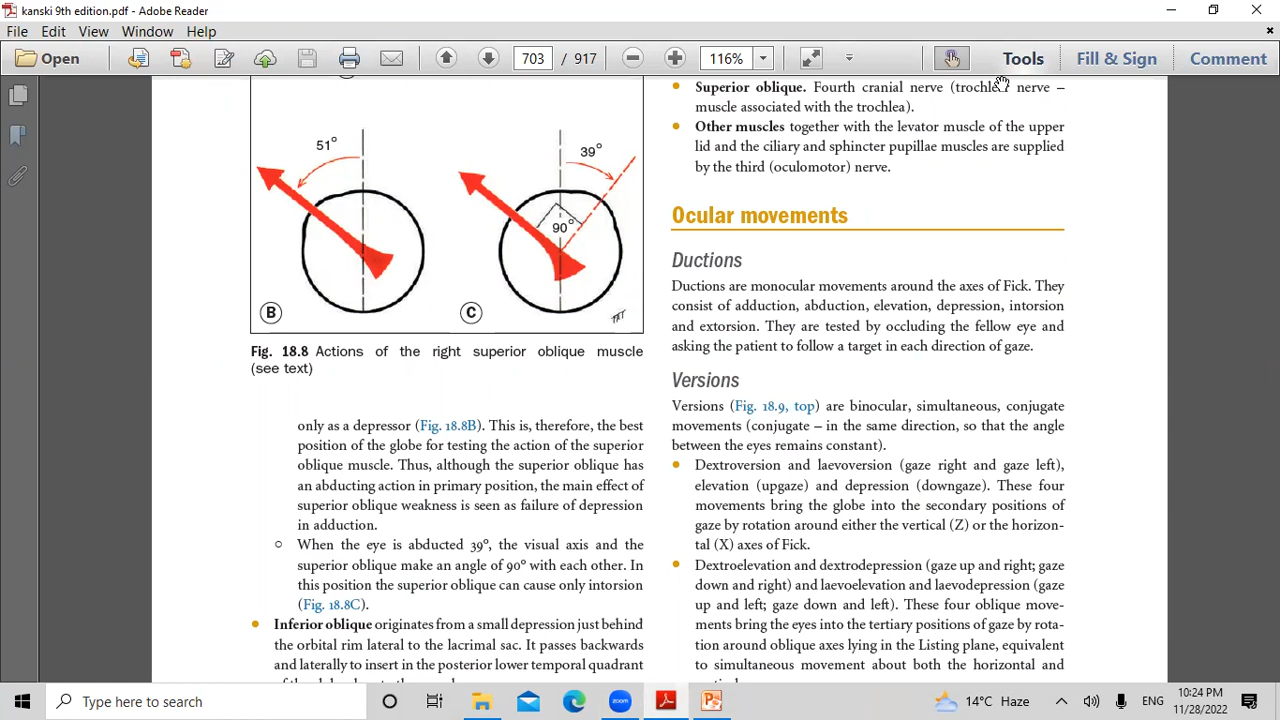 kanski 9th edition.pdf - Adobe Reader
File Edit View Window Help
Open
703 / 917
116%
Tools
Fill & Sign
Comment
51°
39°
90°
B
C
Fig. 18.8 Actions of the right superior oblique muscle
(see text)
only as a depressor (Fig. 18.8B). This is, therefore, the best
position of the globe for testing the action of the superior
oblique muscle. Thus, although the superior oblique has
an abducting action in primary position, the main effect of
superior oblique weakness is seen as failure of depression
in adduction.
○ When the eye is abducted 39°, the visual axis and the
superior oblique make an angle of 90° with each other. In
this position the superior oblique can cause only intorsion
(Fig. 18.8C).
• Inferior oblique originates from a small depression just behind
the orbital rim lateral to the lacrimal sac. It passes backwards
and laterally to insert in the posterior lower temporal quadrant
• Superior oblique. Fourth cranial nerve (trochlear nerve –
muscle associated with the trochlea).
• Other muscles together with the levator muscle of the upper
lid and the ciliary and sphincter pupillae muscles are supplied
by the third (oculomotor) nerve.
Ocular movements
Ductions
Ductions are monocular movements around the axes of Fick. They
consist of adduction, abduction, elevation, depression, intorsion
and extorsion. They are tested by occluding the fellow eye and
asking the patient to follow a target in each direction of gaze.
Versions
Versions (Fig. 18.9, top) are binocular, simultaneous, conjugate
movements (conjugate – in the same direction, so that the angle
between the eyes remains constant).
• Dextroversion and laevoversion (gaze right and gaze left),
elevation (upgaze) and depression (downgaze). These four
movements bring the globe into the secondary positions of
gaze by rotation around either the vertical (Z) or the horizon-
tal (X) axes of Fick.
• Dextroelevation and dextrodepression (gaze up and right; gaze
down and right) and laevoelevation and laevodepression (gaze
up and left; gaze down and left). These four oblique move-
ments bring the eyes into the tertiary positions of gaze by rota-
tion around oblique axes lying in the Listing plane, equivalent
to simultaneous movement about both the horizontal and
Type here to search
zoom
14°C Haze
ENG
10:24 PM
11/28/2022